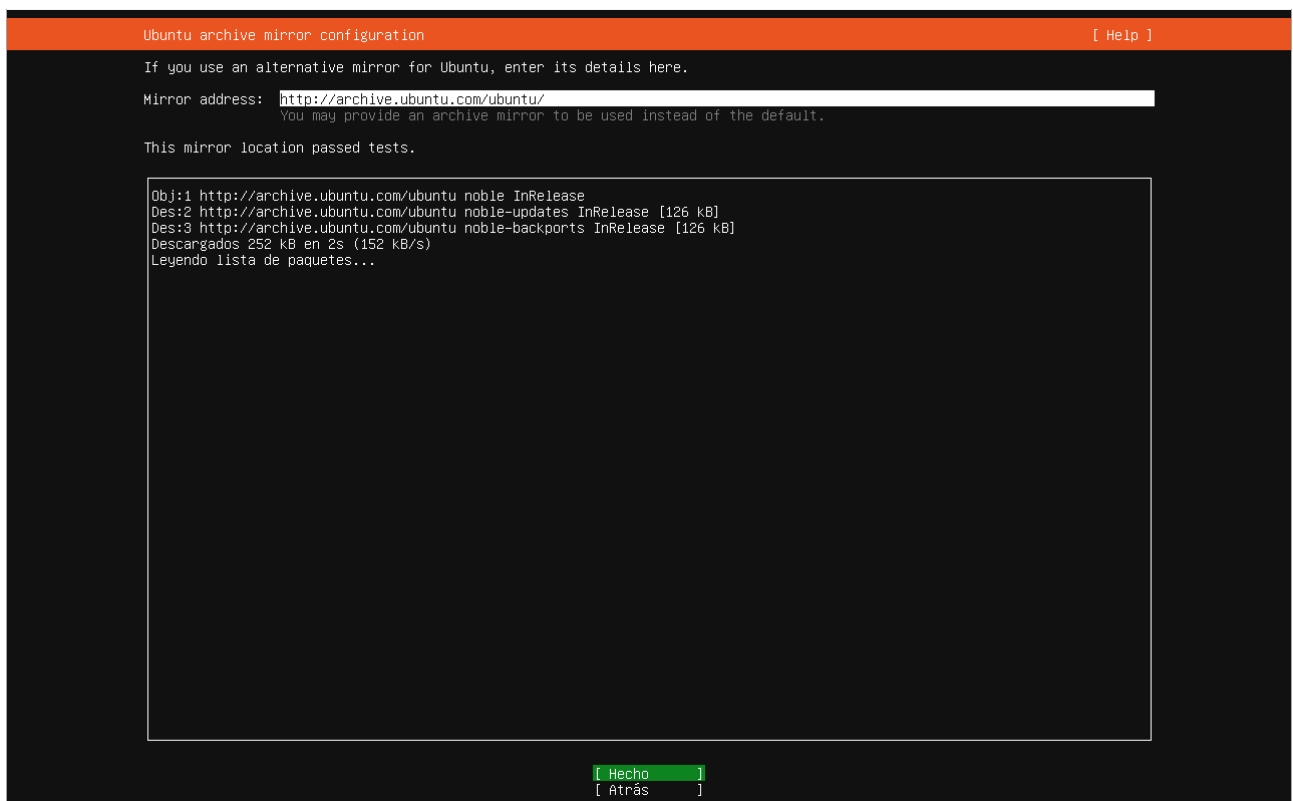 Ubuntu archive mirror configuration [ Help ]
If you use an alternative mirror for Ubuntu, enter its details here.
Mirror address: http://archive.ubuntu.com/ubuntu/
You may provide an archive mirror to be used instead of the default.
This mirror location passed tests.
Obj:1 http://archive.ubuntu.com/ubuntu noble InRelease
Des:2 http://archive.ubuntu.com/ubuntu noble-updates InRelease [126 kB]
Des:3 http://archive.ubuntu.com/ubuntu noble-backports InRelease [126 kB]
Descargados 252 kB en 2s (152 kB/s)
Leyendo lista de paquetes...
[ Hecho ]
[ Atrás ]